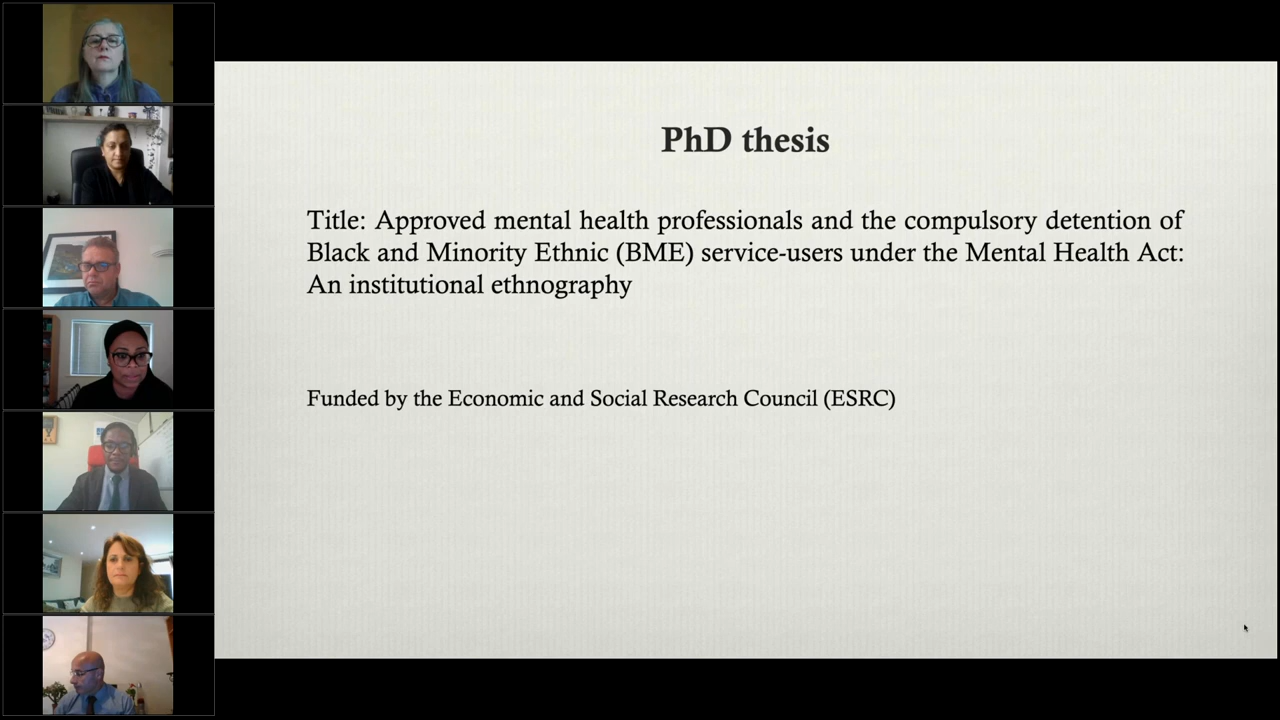 PhD thesis
Title: Approved mental health professionals and the compulsory detention of
Black and Minority Ethnic (BME) service-users under the Mental Health Act:
An institutional ethnography
Funded by the Economic and Social Research Council (ESRC)